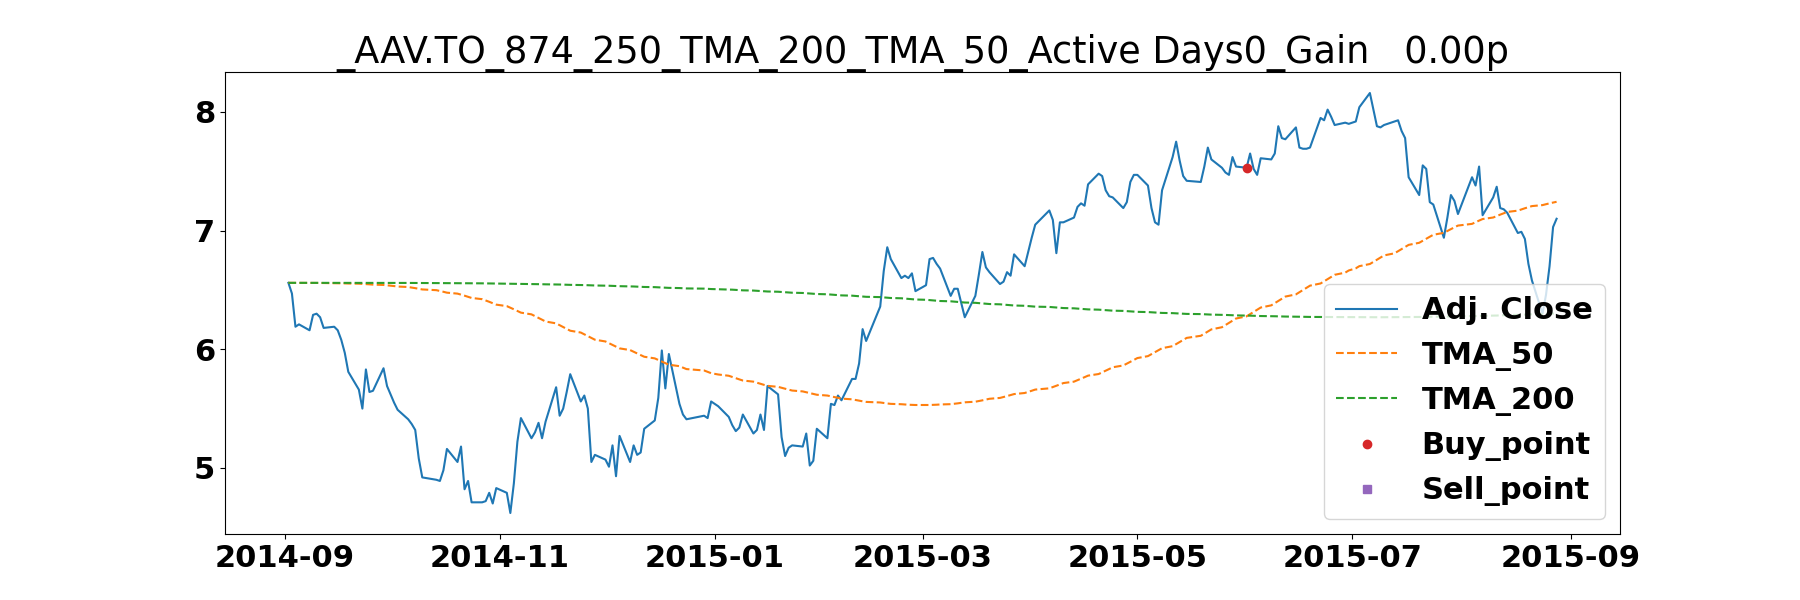 _AAV.TO_874_250_TMA_200_TMA_50_Active Days0_Gain   0.00p
8
7
6
5
Adj. Close
TMA_50
TMA_200
Buy_point
Sell_point
2014-09 2014-11 2015-01 2015-03 2015-05 2015-07 2015-09